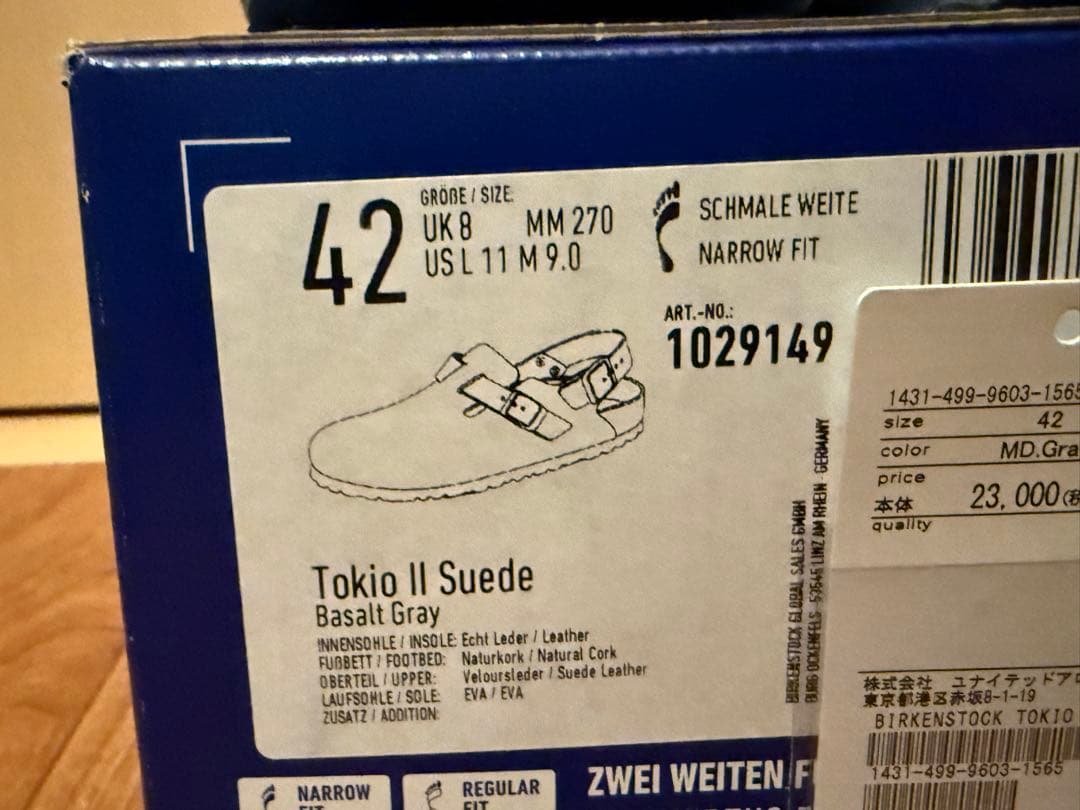 42
GRÖßE / SIZE:
UK 8 MM 270
US L 11 M 9.0
SCHMALE WEITE
NARROW FIT
ART.-NO.:
1029149
Tokio II Suede
Basalt Gray
INNENSOHLE / INSOLE: Echt Leder / Leather
FUßBETT / FOOTBED: Naturkork / Natural Cork
OBERTEIL / UPPER: Veloursleder / Suede Leather
LAUFSOHLE / SOLE: EVA / EVA
ZUSATZ / ADDITION:
BIRKENSTOCK GLOBAL SALES GMBH
BURG OCKENFELS · 53545 LINZ AM RHEIN · GERMANY
1431-499-9603-1565
size 42
color MD.Gra
price
本体 23,000(税
quality
株式会社 ユナイテッドアロ
東京都港区赤坂8-1-19
BIRKENSTOCK TOKIO
1431-499-9603-1565
NARROW
FIT
REGULAR
FIT
ZWEI WEITEN